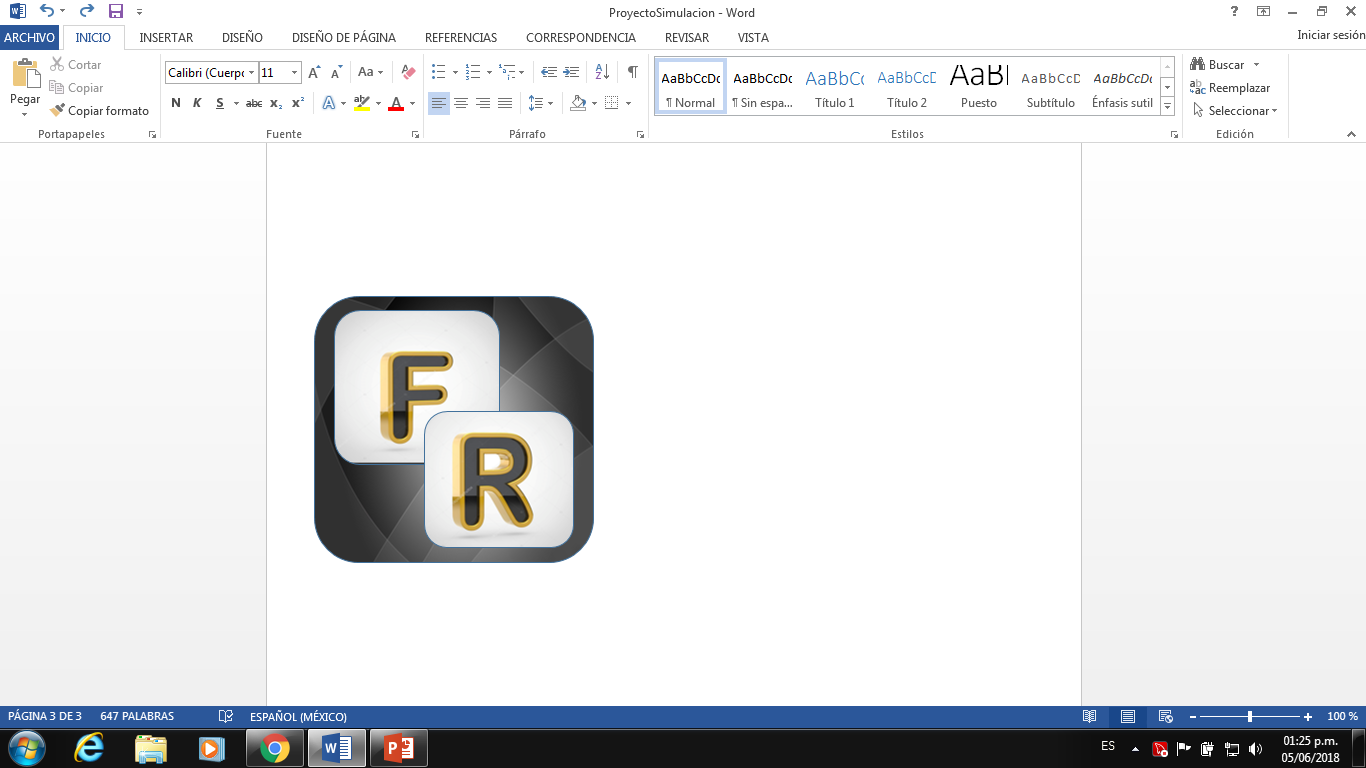 ProyectoSimulacion - Word
ARCHIVO INICIO INSERTAR DISEÑO DISEÑO DE PÁGINA REFERENCIAS CORRESPONDENCIA REVISAR VISTA Iniciar sesión
Pegar
Cortar
Copiar
Copiar formato
Portapapeles
Calibri (Cuerpo 11
Aa
N K S abc x₂ x²
Fuente
Párrafo
AaBbCcDc AaBbCcDc AaBbCc AaBbCcD AaB AaBbCcD AaBbCcDc
¶ Normal ¶ Sin espa... Título 1 Título 2 Puesto Subtítulo Énfasis sutil
Estilos
Buscar
Reemplazar
Seleccionar
Edición
F
R
PÁGINA 3 DE 3 647 PALABRAS ESPAÑOL (MÉXICO) 100 %
ES 01:25 p.m.
05/06/2018